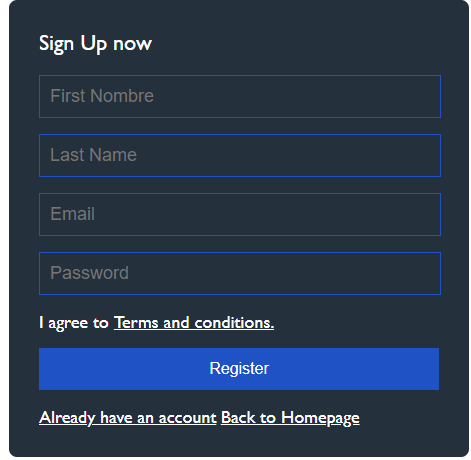 Sign Up now
First Nombre
Last Name
Email
Password
I agree to Terms and conditions.
Register
Already have an account Back to Homepage